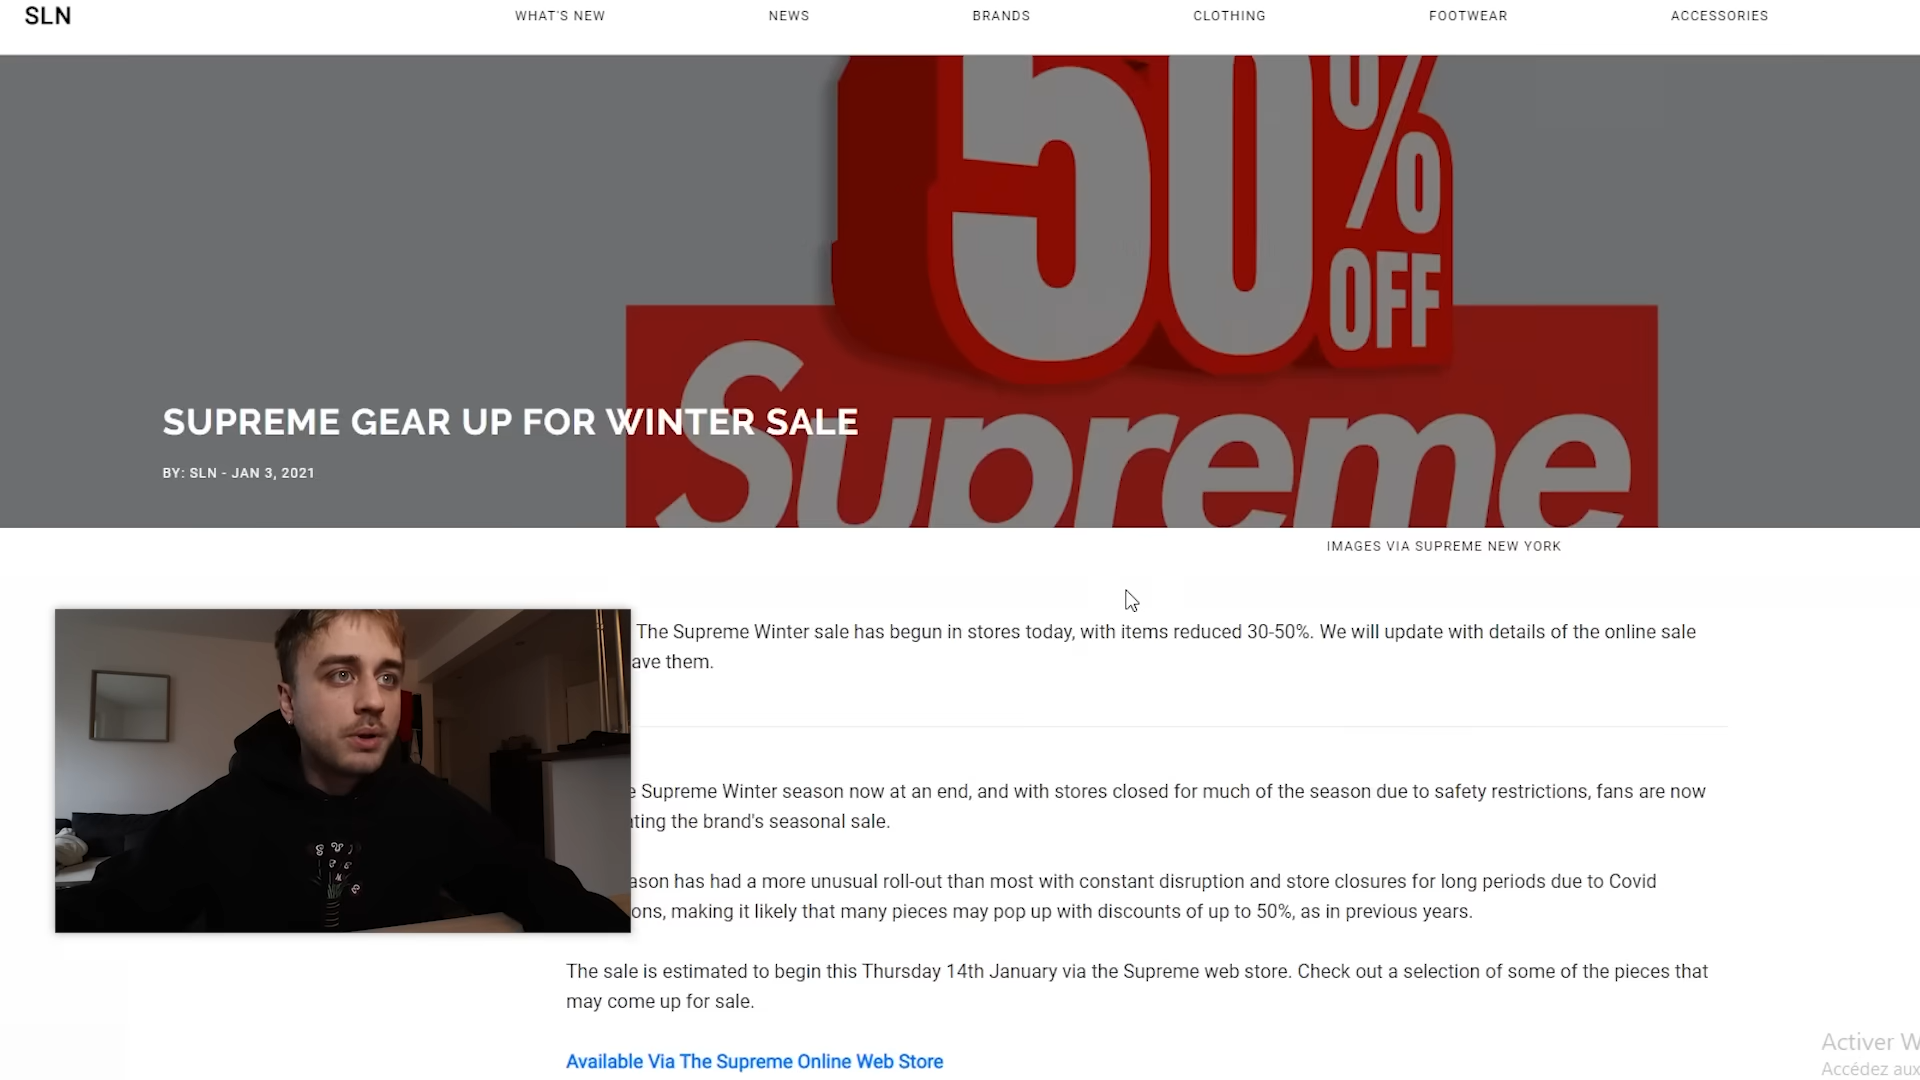 SLN
WHAT'S NEW
NEWS
BRANDS
CLOTHING
FOOTWEAR
ACCESSORIES
50% OFF
Supreme
SUPREME GEAR UP FOR WINTER SALE
BY: SLN - JAN 3, 2021
IMAGES VIA SUPREME NEW YORK
The Supreme Winter sale has begun in stores today, with items reduced 30-50%. We will update with details of the online sale
ave them.
e Supreme Winter season now at an end, and with stores closed for much of the season due to safety restrictions, fans are now
ting the brand's seasonal sale.
ason has had a more unusual roll-out than most with constant disruption and store closures for long periods due to Covid
ons, making it likely that many pieces may pop up with discounts of up to 50%, as in previous years.
The sale is estimated to begin this Thursday 14th January via the Supreme web store. Check out a selection of some of the pieces that
may come up for sale.
Available Via The Supreme Online Web Store
Activer W
Accédez aux